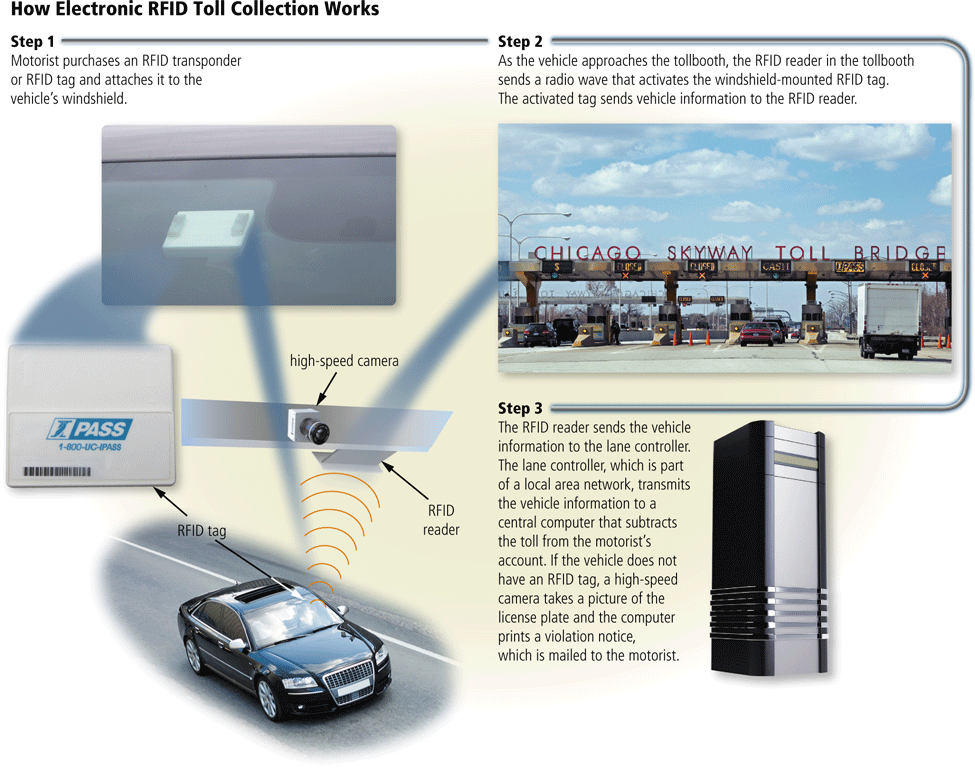 How Electronic RFID Toll Collection Works
Step 1
Motorist purchases an RFID transponder
or RFID tag and attaches it to the
vehicle's windshield.
Step 2
As the vehicle approaches the tollbooth, the RFID reader in the tollbooth
sends a radio wave that activates the windshield-mounted RFID tag.
The activated tag sends vehicle information to the RFID reader.
CHICAGO SKYWAY TOLL BRIDGE
$ CLOSED CLOSED CASH I-PASS CLOSED
high-speed camera
I PASS
1-800-UC-IPASS
RFID tag
RFID
reader
Step 3
The RFID reader sends the vehicle
information to the lane controller.
The lane controller, which is part
of a local area network, transmits
the vehicle information to a
central computer that subtracts
the toll from the motorist's
account. If the vehicle does not
have an RFID tag, a high-speed
camera takes a picture of the
license plate and the computer
prints a violation notice,
which is mailed to the motorist.